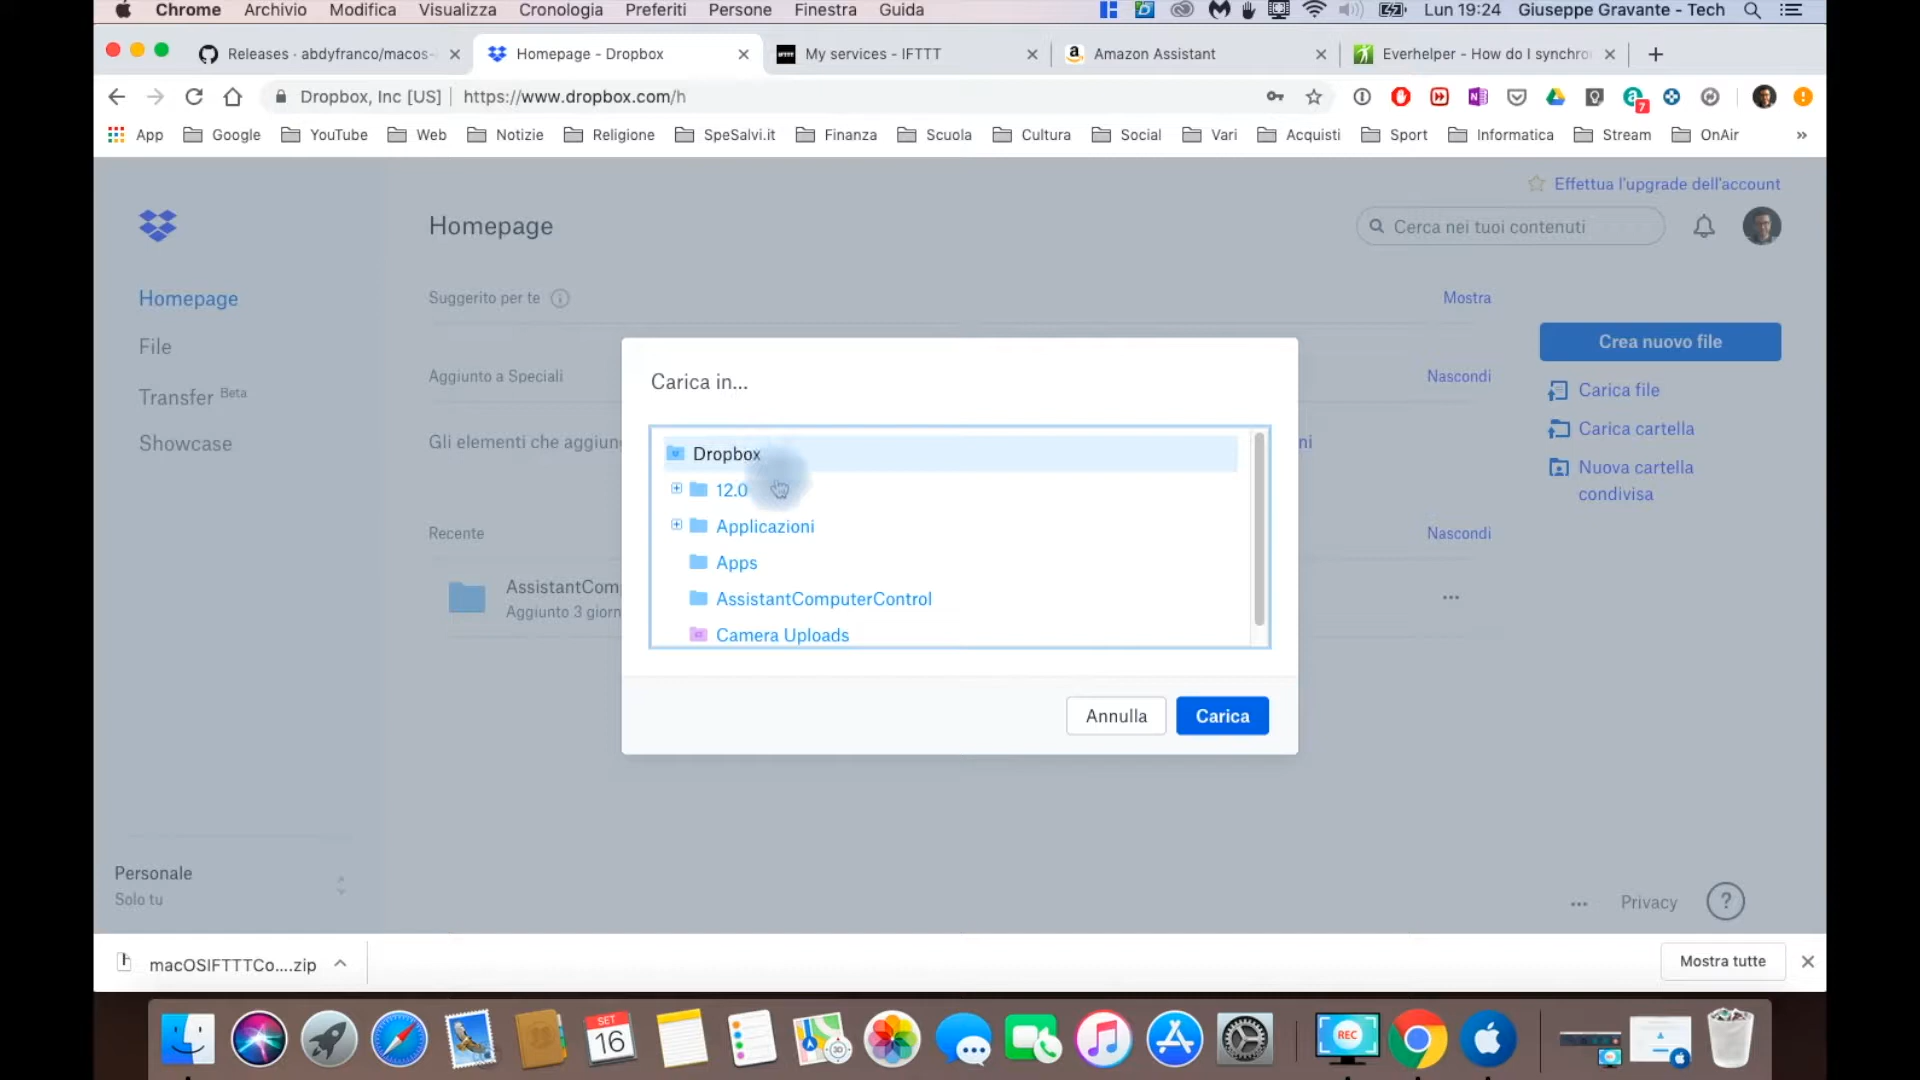 Chrome Archivio Modifica Visualizza Cronologia Preferiti Persone Finestra Guida Lun 19:24 Giuseppe Gravante - Tech
Releases · abdyfranco/macos- Homepage - Dropbox My services - IFTTT Amazon Assistant Everhelper - How do I synchro
Dropbox, Inc [US] https://www.dropbox.com/h 7
App Google YouTube Web Notizie Religione SpeSalvi.it Finanza Scuola Cultura Social Vari Acquisti Sport Informatica Stream OnAir »
Effettua l'upgrade dell'account
Homepage
Cerca nei tuoi contenuti
Homepage
Suggerito per te
Mostra
File
Crea nuovo file
Aggiunto a Speciali
Nascondi
Carica in...
Carica file
Transfer Beta
Carica cartella
Showcase
Gli elementi che aggiun
ni
Dropbox
Nuova cartella
condivisa
12.0
Applicazioni
Recente
Nascondi
Apps
AssistantCom
Aggiunto 3 giorn
AssistantComputerControl
Camera Uploads
Annulla Carica
Personale
Solo tu
Privacy
?
macOSIFTTTCo....zip
Mostra tutte
SET
16
3D
REC